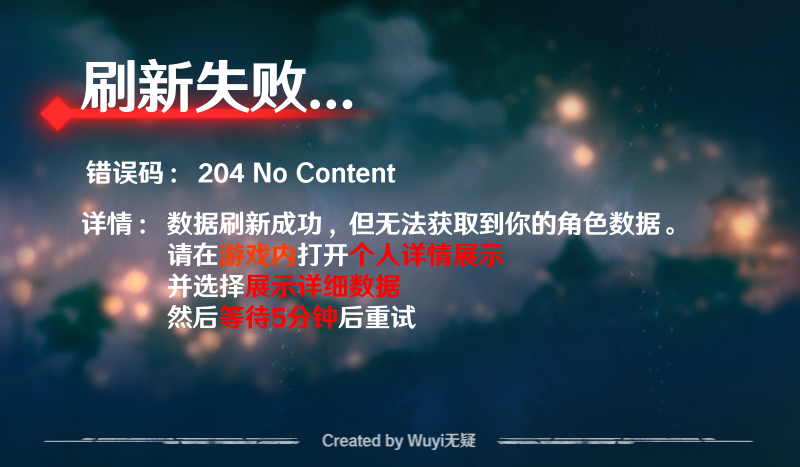 刷新失败...
错误码： 204 No Content
详情： 数据刷新成功，但无法获取到你的角色数据。
请在游戏内打开个人详情展示
并选择展示详细数据
然后等待5分钟后重试
Created by Wuyi无疑